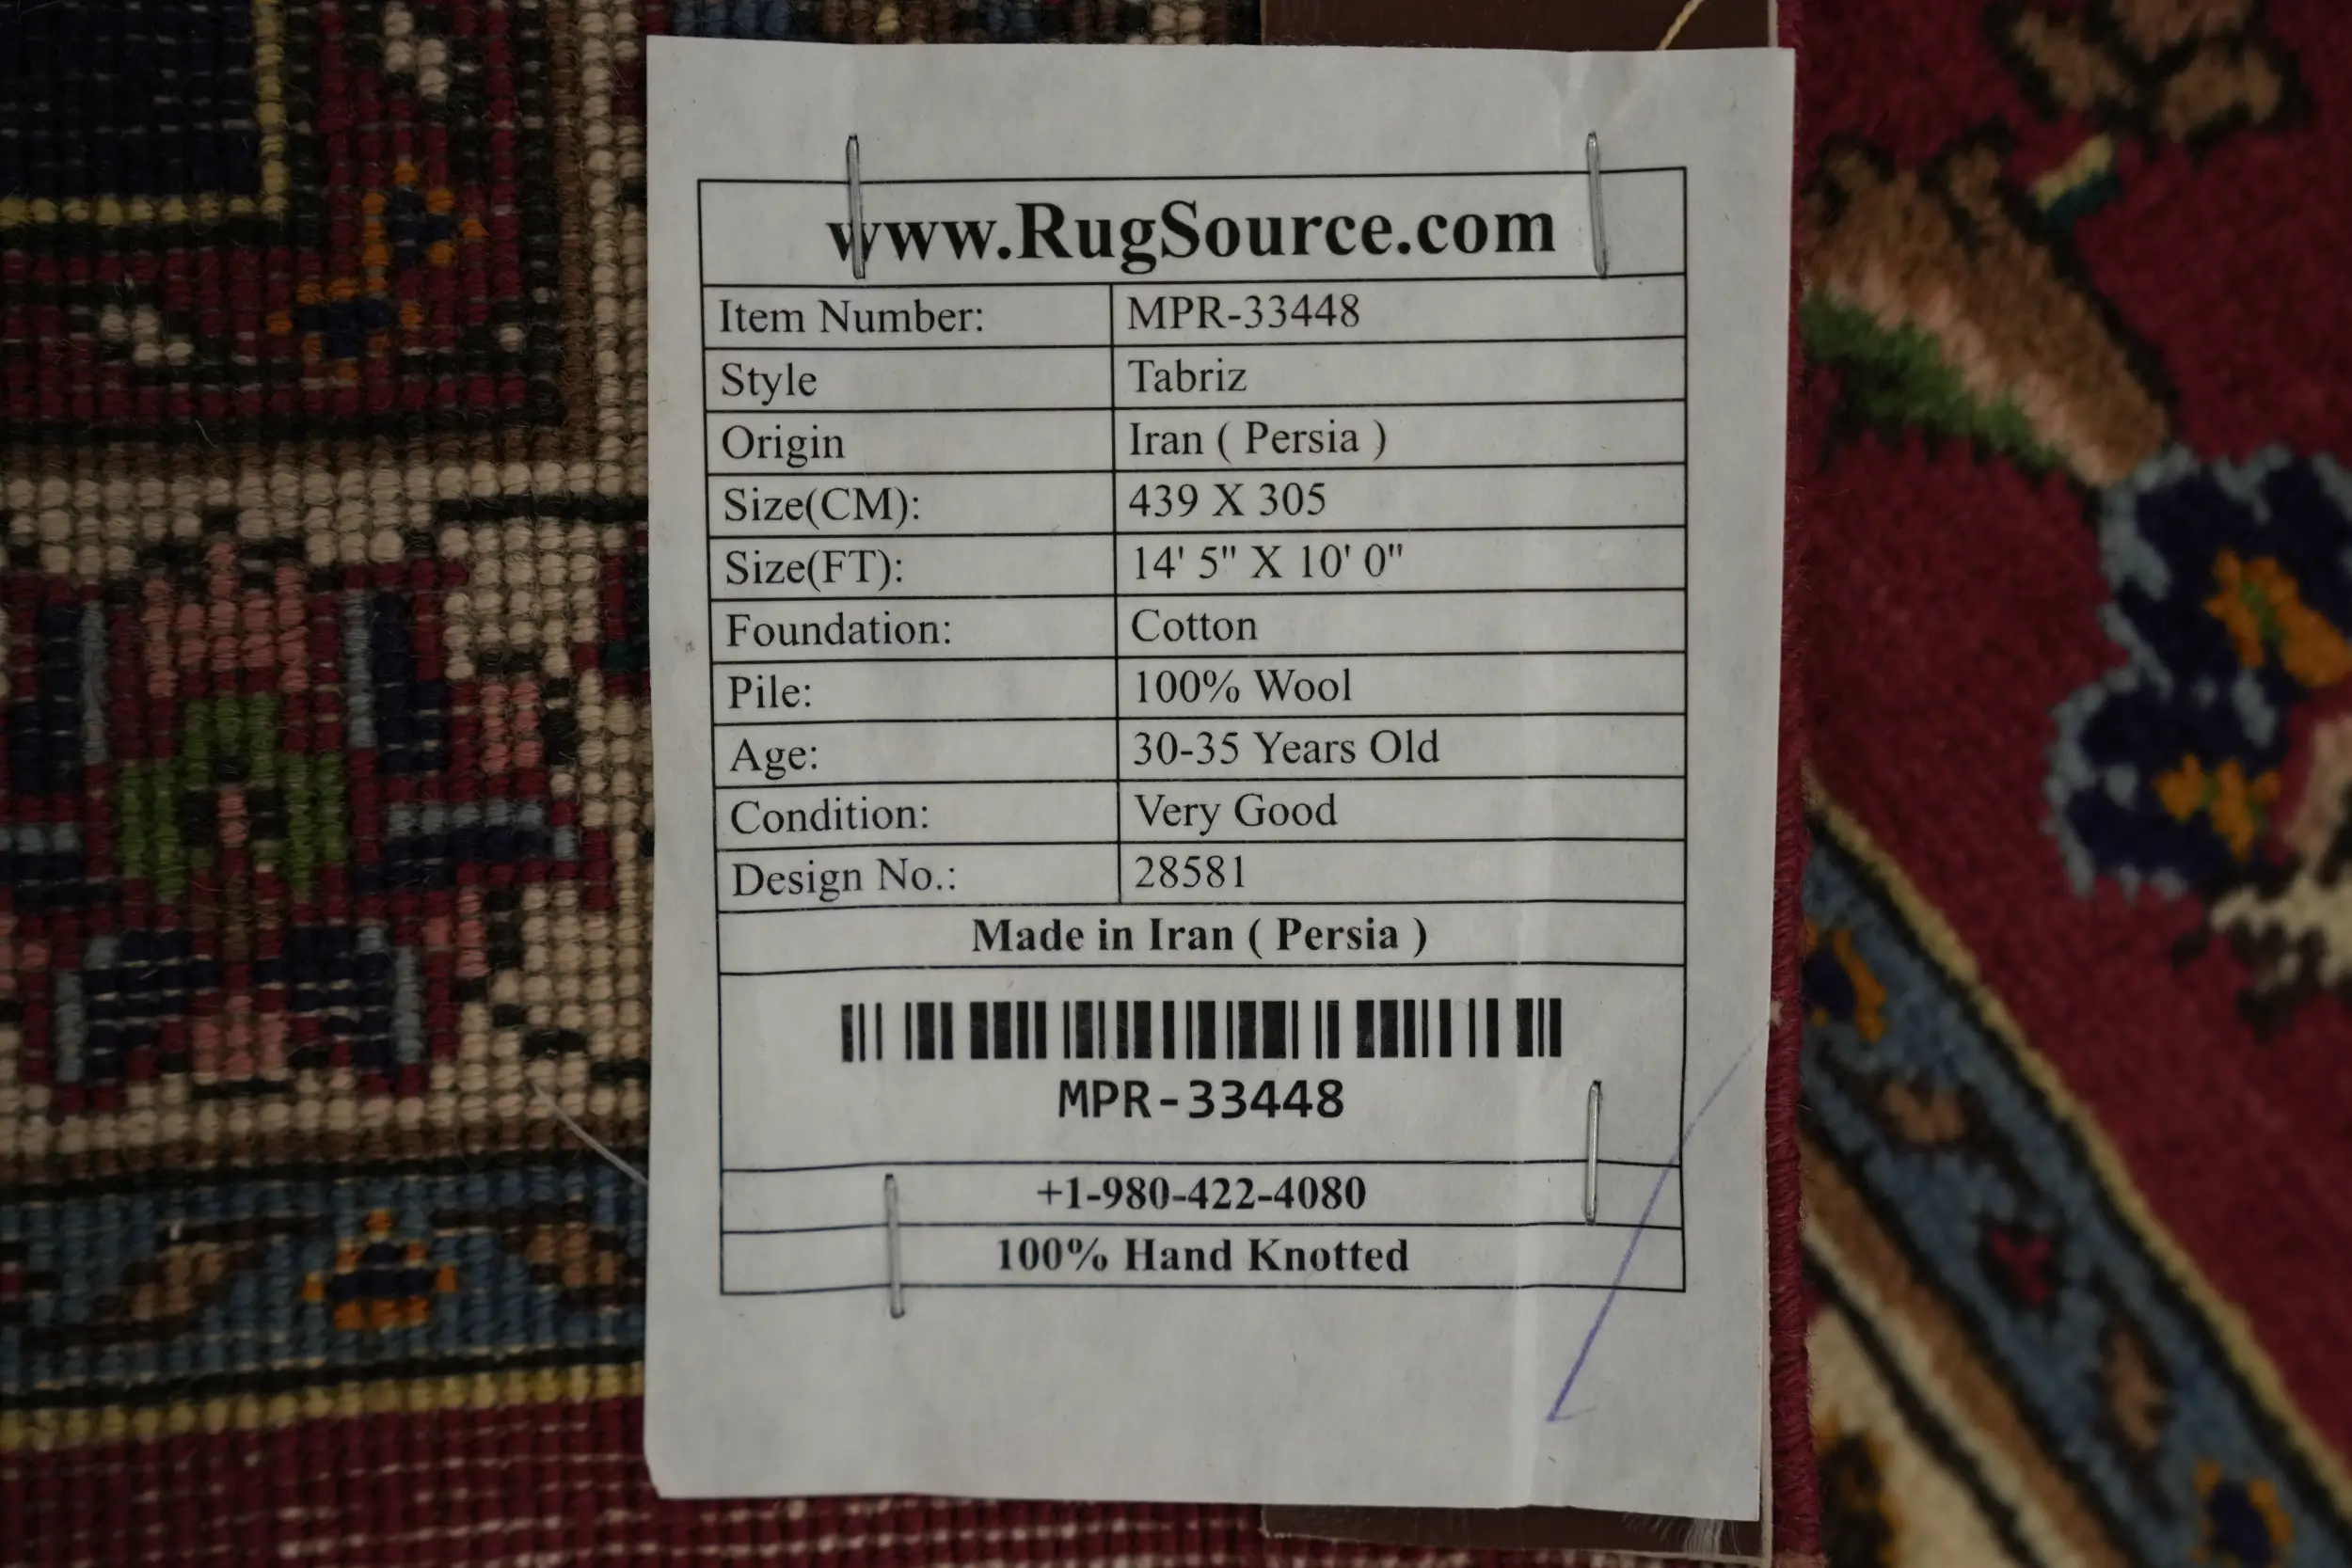 www.RugSource.com
Item Number: MPR-33448
Style Tabriz
Origin Iran ( Persia )
Size(CM): 439 X 305
Size(FT): 14' 5" X 10' 0"
Foundation: Cotton
Pile: 100% Wool
Age: 30-35 Years Old
Condition: Very Good
Design No.: 28581
Made in Iran ( Persia )
MPR-33448
+1-980-422-4080
100% Hand Knotted